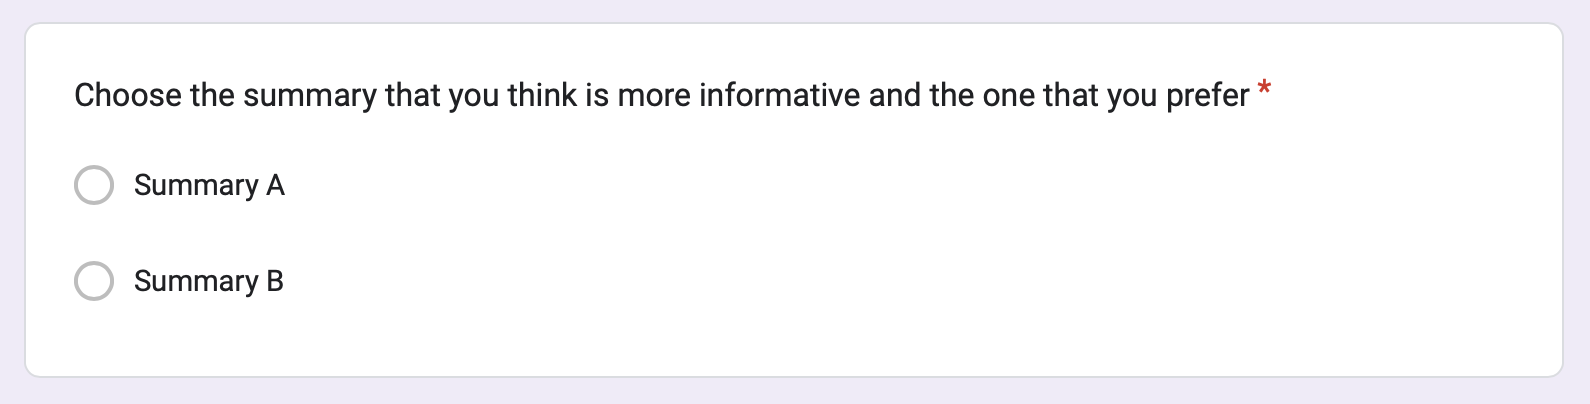 Choose the summary that you think is more informative and the one that you prefer *
Summary A
Summary B